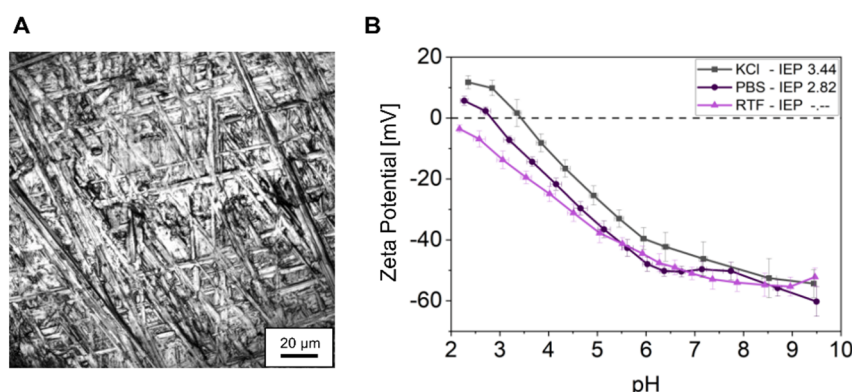 A
B
20 µm
Zeta Potential [mV]
20
0
-20
-40
-60
KCl - IEP 3.44
PBS - IEP 2.82
RTF - IEP -.--
2 3 4 5 6 7 8 9 10
pH